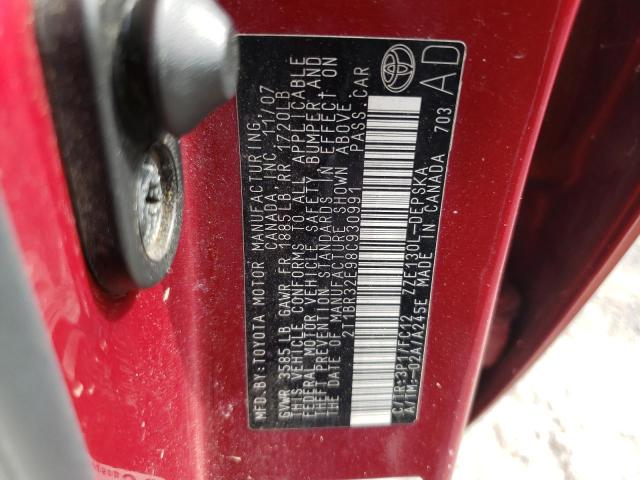 MFD.BY:TOYOTA MOTOR MANUFACTURING,
CANADA, INC. 11/07
GVWR 3585LB GAWR FR 1885LB RR 1720LB
THIS VEHICLE CONFORMS TO ALL APPLICABLE
FEDERAL MOTOR VEHICLE SAFETY, BUMPER AND
THEFT PREVENTION STANDARDS IN EFFECT ON
THE DATE OF MANUFACTURE SHOWN ABOVE.
2T1BR32E98C930991 PASS.CAR
C/TR:3P1/FC12 ZZE130L-DEPSKA
A/TM:-02A/A245E MADE IN CANADA 703
AD